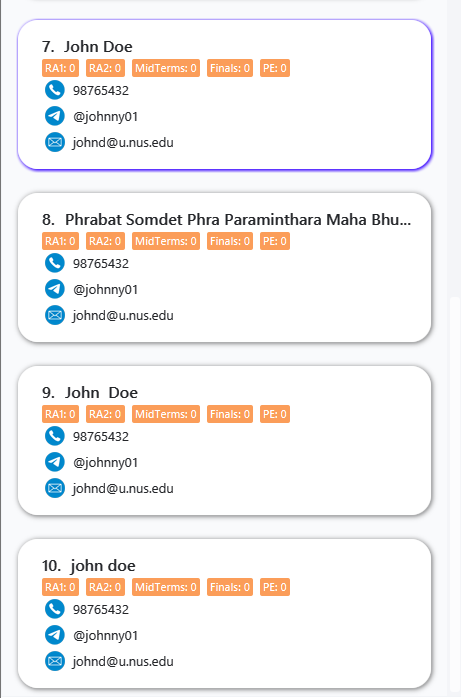 7. John Doe
RA1: 0 RA2: 0 MidTerms: 0 Finals: 0 PE: 0
98765432
@johnny01
johnd@u.nus.edu
8. Phrabat Somdet Phra Paraminthara Maha Bhu...
RA1: 0 RA2: 0 MidTerms: 0 Finals: 0 PE: 0
98765432
@johnny01
johnd@u.nus.edu
9. John  Doe
RA1: 0 RA2: 0 MidTerms: 0 Finals: 0 PE: 0
98765432
@johnny01
johnd@u.nus.edu
10. john doe
RA1: 0 RA2: 0 MidTerms: 0 Finals: 0 PE: 0
98765432
@johnny01
johnd@u.nus.edu